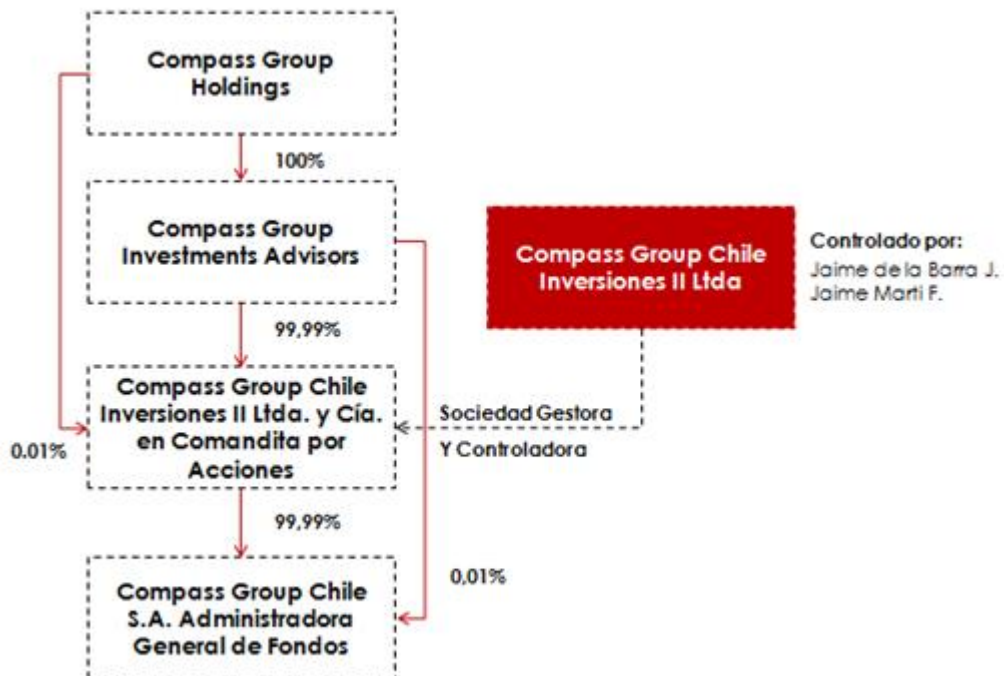 Compass Group
Holdings
100%
Compass Group
Investments Advisors
99,99%
Compass Group Chile
Inversiones II Ltda
Controlado por:
Jaime de la Barra J.
Jaime Marti F.
Compass Group Chile
Inversiones II Ltda. y Cía.
en Comandita por
Acciones
0.01%
Sociedad Gestora
Y Controladora
99,99%
0,01%
Compass Group Chile
S.A. Administradora
General de Fondos